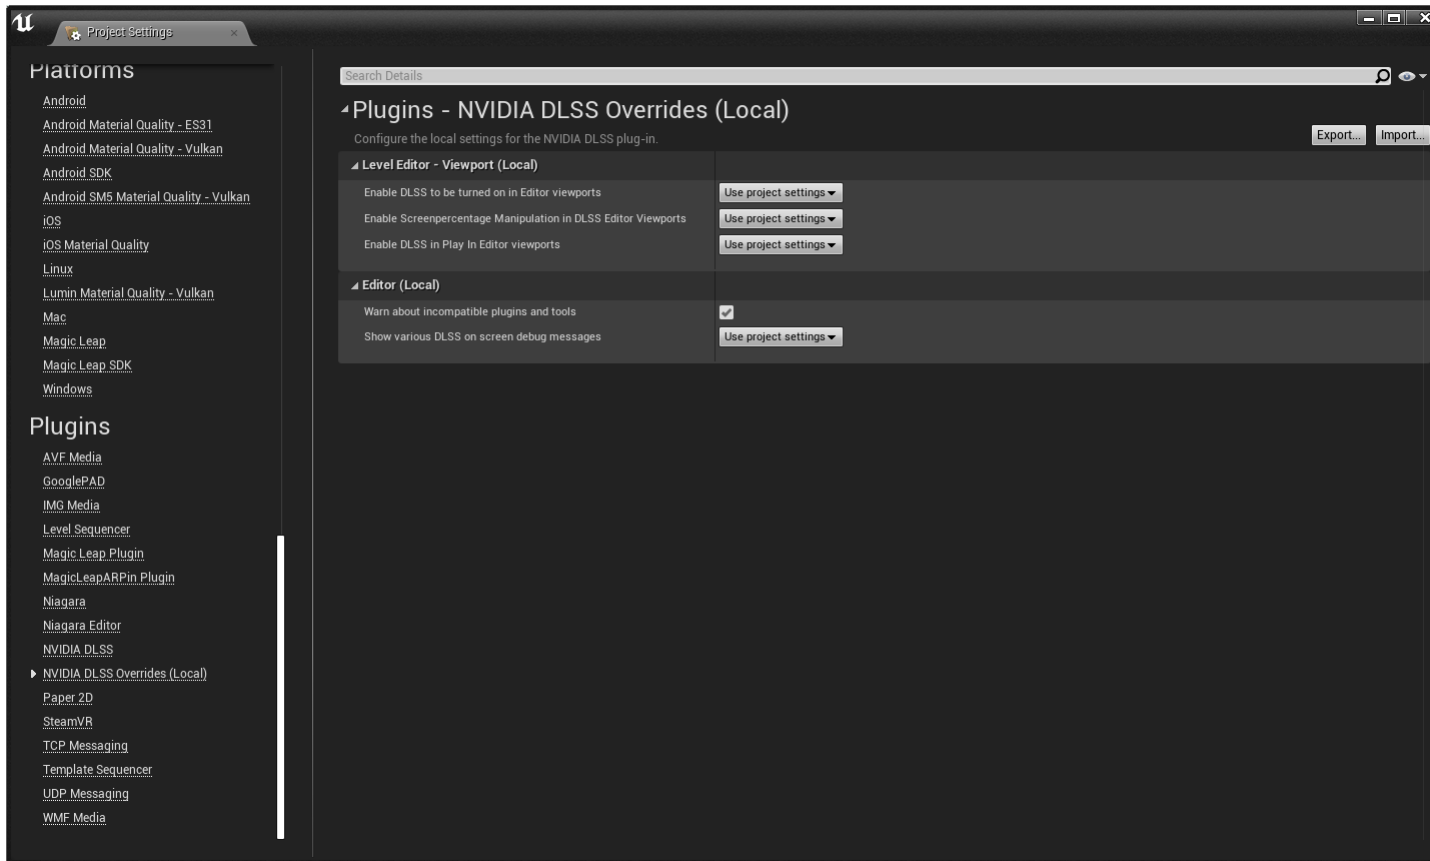 Project Settings
Platforms
Android
Android Material Quality - ES31
Android Material Quality - Vulkan
Android SDK
Android SM5 Material Quality - Vulkan
iOS
iOS Material Quality
Linux
Lumin Material Quality - Vulkan
Mac
Magic Leap
Magic Leap SDK
Windows
Plugins
AVF Media
GooglePAD
IMG Media
Level Sequencer
Magic Leap Plugin
MagicLeapARPin Plugin
Niagara
Niagara Editor
NVIDIA DLSS
NVIDIA DLSS Overrides (Local)
Paper 2D
SteamVR
TCP Messaging
Template Sequencer
UDP Messaging
WMF Media
Search Details
Plugins - NVIDIA DLSS Overrides (Local)
Configure the local settings for the NVIDIA DLSS plug-in.
Export... Import...
Level Editor - Viewport (Local)
Enable DLSS to be turned on in Editor viewports Use project settings
Enable Screenpercentage Manipulation in DLSS Editor Viewports Use project settings
Enable DLSS in Play In Editor viewports Use project settings
Editor (Local)
Warn about incompatible plugins and tools
Show various DLSS on screen debug messages Use project settings